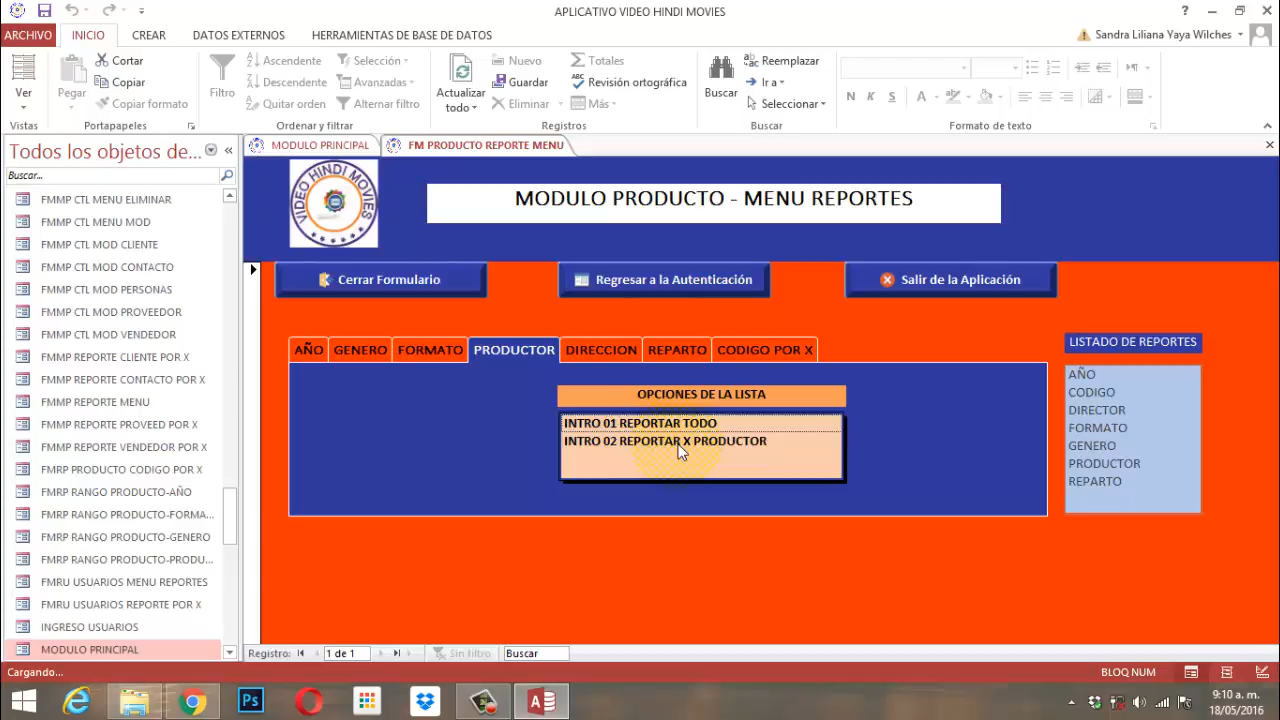 APLICATIVO VIDEO HINDI MOVIES
ARCHIVO INICIO CREAR DATOS EXTERNOS HERRAMIENTAS DE BASE DE DATOS
Sandra Liliana Yaya Wilches
Ver
Vistas
Pegar
Cortar
Copiar
Copiar formato
Portapapeles
Filtro
Ascendente
Descendente
Quitar orden
Selección
Avanzadas
Alternar filtro
Ordenar y filtrar
Actualizar todo
Nuevo
Guardar
Eliminar
Totales
Revisión ortográfica
Más
Registros
Buscar
Reemplazar
Ir a
Seleccionar
Buscar
N K S
A
Formato de texto
Todos los objetos de...
Buscar...
FMMP CTL MENU ELIMINAR
FMMP CTL MENU MOD
FMMP CTL MOD CLIENTE
FMMP CTL MOD CONTACTO
FMMP CTL MOD PERSONAS
FMMP CTL MOD PROVEEDOR
FMMP CTL MOD VENDEDOR
FMMP REPORTE CLIENTE POR X
FMMP REPORTE CONTACTO POR X
FMMP REPORTE MENU
FMMP REPORTE PROVEED POR X
FMMP REPORTE VENDEDOR POR X
FMRP PRODUCTO CODIGO POR X
FMRP RANGO PRODUCTO-AÑO
FMRP RANGO PRODUCTO-FORMA...
FMRP RANGO PRODUCTO-GENERO
FMRP RANGO PRODUCTO-PRODU...
FMRU USUARIOS MENU REPORTES
FMRU USUARIOS REPORTE POR X
INGRESO USUARIOS
MODULO PRINCIPAL
MODULO PRINCIPAL
FM PRODUCTO REPORTE MENU
VIDEO HINDI MOVIES
MODULO PRODUCTO - MENU REPORTES
Cerrar Formulario
Regresar a la Autenticación
Salir de la Aplicación
AÑO GENERO FORMATO PRODUCTOR DIRECCION REPARTO CODIGO POR X
OPCIONES DE LA LISTA
INTRO 01 REPORTAR TODO
INTRO 02 REPORTAR X PRODUCTOR
LISTADO DE REPORTES
AÑO
CODIGO
DIRECTOR
FORMATO
GENERO
PRODUCTOR
REPARTO
Registro: 1 de 1 Sin filtro Buscar
Cargando...
BLOQ NUM
Ps
9:10 a. m.
18/05/2016